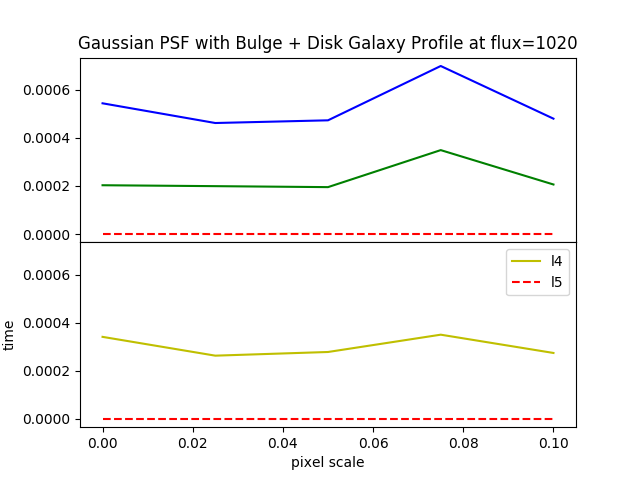 Gaussian PSF with Bulge + Disk Galaxy Profile at flux=1020
0.0006
0.0004
0.0002
0.0000
l4
l5
0.0006
0.0004
0.0002
0.0000
time
0.00 0.02 0.04 0.06 0.08 0.10
pixel scale